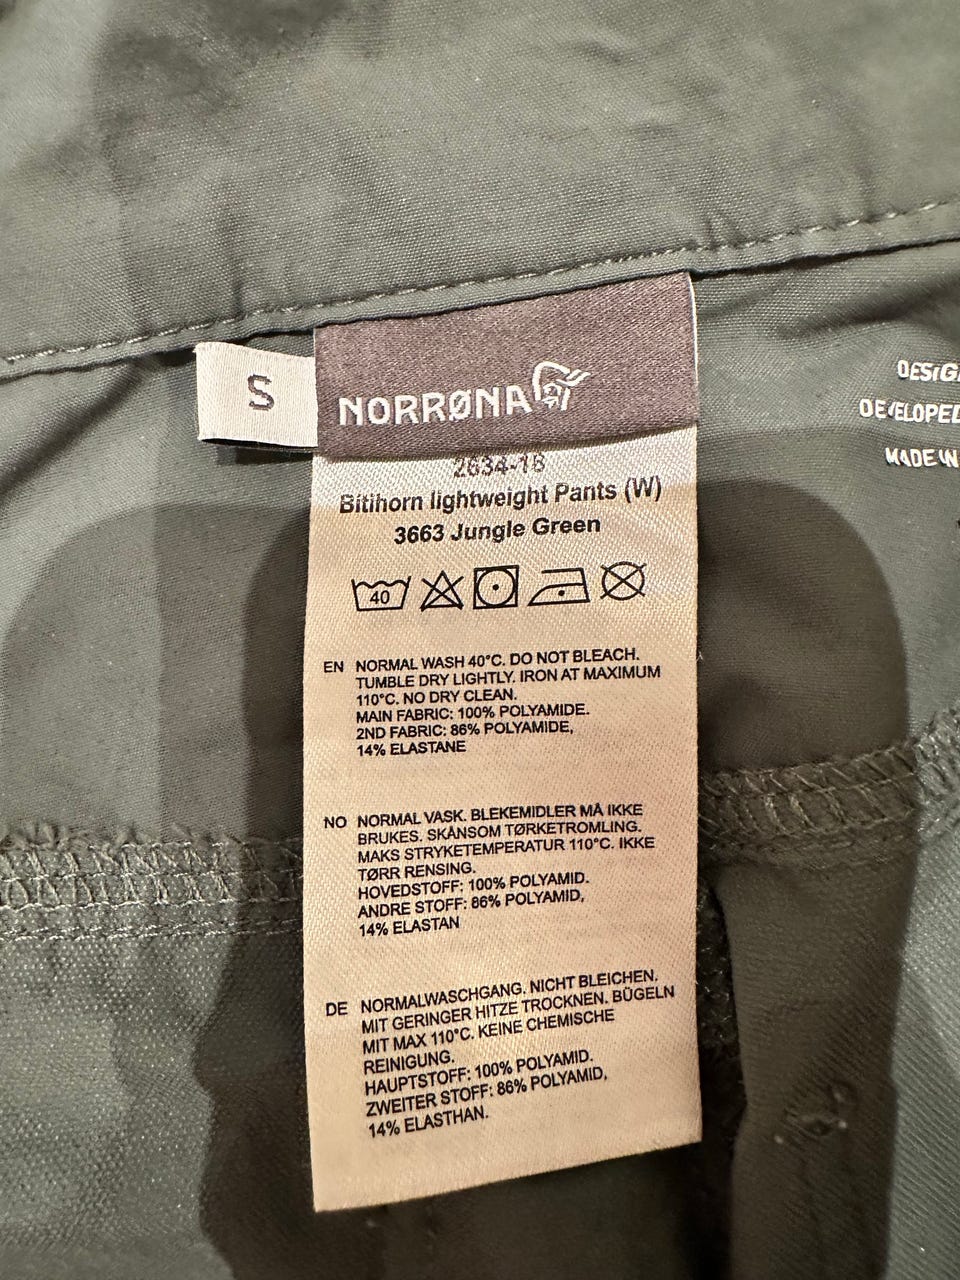 S
NORRØNA
2634-18
Bitihorn lightweight Pants (W)
3663 Jungle Green
40
EN NORMAL WASH 40°C. DO NOT BLEACH.
TUMBLE DRY LIGHTLY. IRON AT MAXIMUM
110°C. NO DRY CLEAN.
MAIN FABRIC: 100% POLYAMIDE.
2ND FABRIC: 86% POLYAMIDE,
14% ELASTANE
NO NORMAL VASK. BLEKEMIDLER MÅ IKKE
BRUKES. SKÅNSOM TØRKETROMLING.
MAKS STRYKETEMPERATUR 110°C. IKKE
TØRR RENSING.
HOVEDSTOFF: 100% POLYAMID.
ANDRE STOFF: 86% POLYAMID,
14% ELASTAN
DE NORMALWASCHGANG. NICHT BLEICHEN.
MIT GERINGER HITZE TROCKNEN. BÜGELN
MIT MAX 110°C. KEINE CHEMISCHE
REINIGUNG.
HAUPTSTOFF: 100% POLYAMID.
ZWEITER STOFF: 86% POLYAMID,
14% ELASTHAN.
DEVELOPED
MADE IN